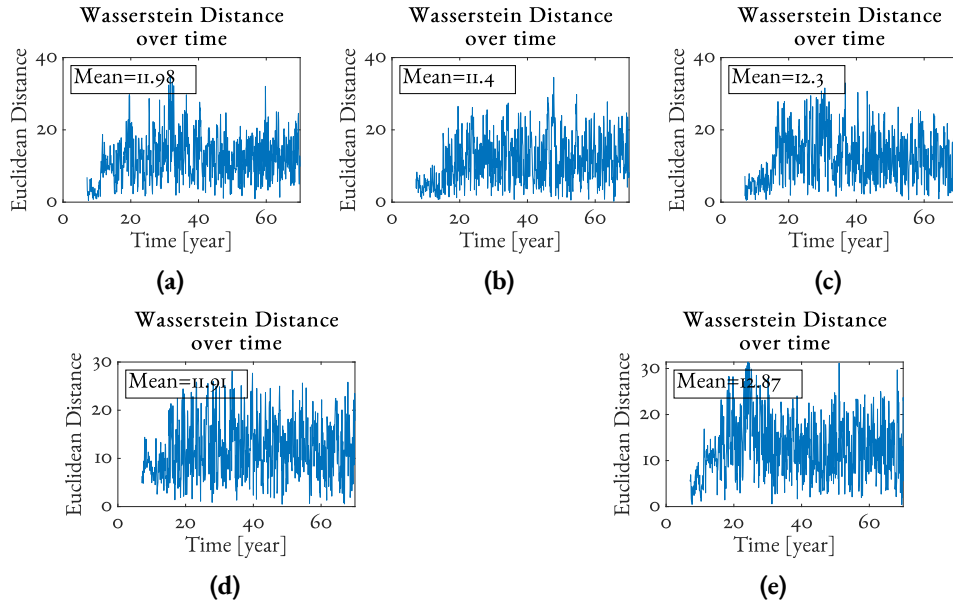 Wasserstein Distance
over time
Euclidean Distance
40
20
0
Mean=11.98
0 20 40 60
Time [year]
(a)
Wasserstein Distance
over time
Euclidean Distance
40
20
0
Mean=11.4
0 20 40 60
Time [year]
(b)
Wasserstein Distance
over time
Euclidean Distance
40
20
0
Mean=12.3
0 20 40 60
Time [year]
(c)
Wasserstein Distance
over time
Euclidean Distance
30
20
10
0
Mean=11.91
0 20 40 60
Time [year]
(d)
Wasserstein Distance
over time
Euclidean Distance
30
20
10
0
Mean=12.87
0 20 40 60
Time [year]
(e)